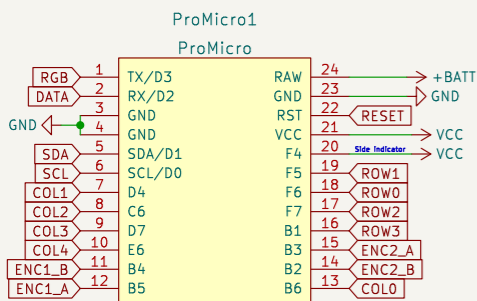 ProMicro1
ProMicro
RGB 1 TX/D3 RAW 24 +BATT
DATA 2 RX/D2 GND 23 GND
3 GND RST 22 RESET
GND 4 GND VCC 21 VCC
SDA 5 SDA/D1 F4 20 Side Indicator VCC
SCL 6 SCL/D0 F5 19 ROW1
COL1 7 D4 F6 18 ROW0
COL2 8 C6 F7 17 ROW2
COL3 9 D7 B1 16 ROW3
COL4 10 E6 B3 15 ENC2_A
ENC1_B 11 B4 B2 14 ENC2_B
ENC1_A 12 B5 B6 13 COL0